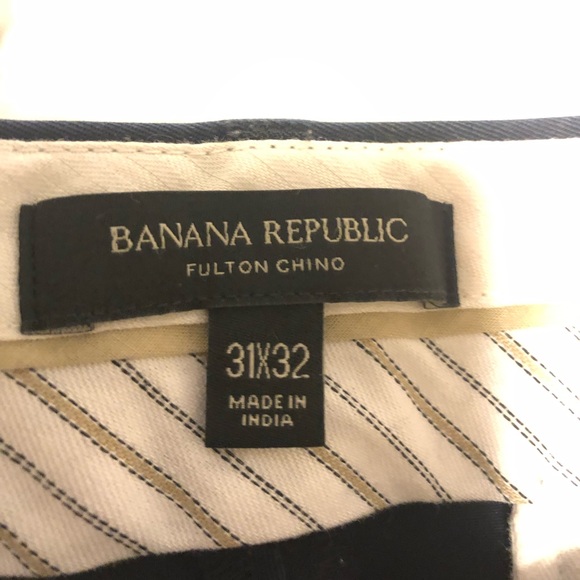 BANANA REPUBLIC
FULTON CHINO
31X32
MADE IN
INDIA